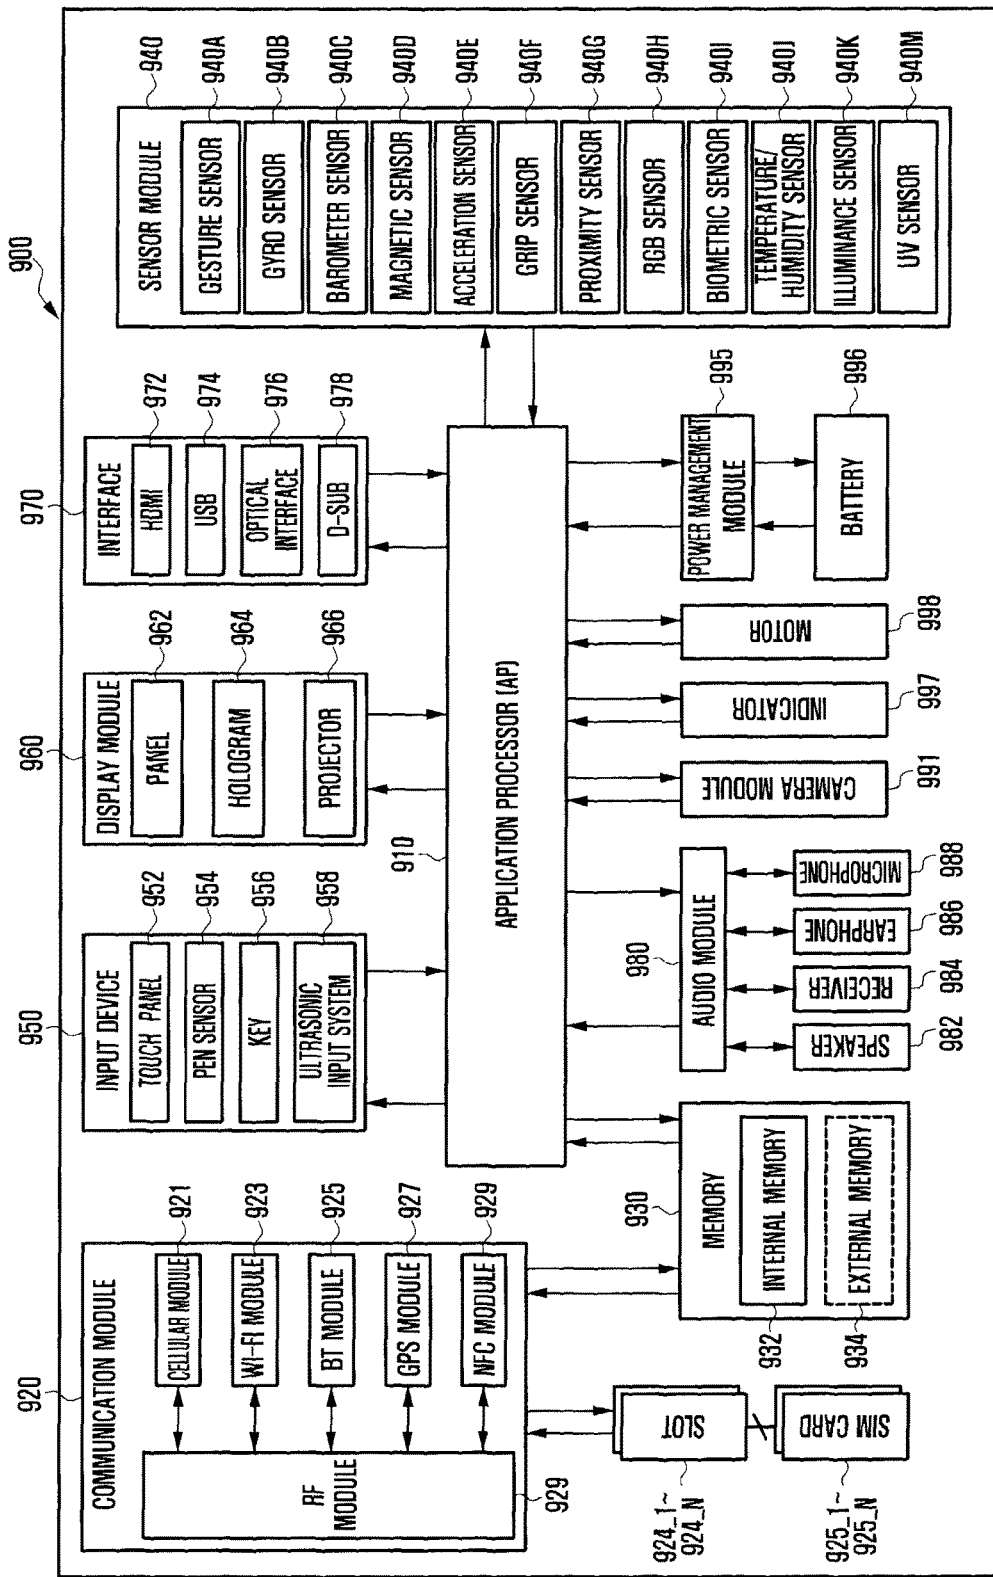 900
920
COMMUNICATION MODULE
RF
MODULE
929
CELLULAR MODULE
921
WI-FI MODULE
923
BT MODULE
925
GPS MODULE
927
NFC MODULE
929
950
INPUT DEVICE
TOUCH PANEL
952
PEN SENSOR
954
KEY
956
ULTRASONIC
INPUT SYSTEM
958
960
DISPLAY MODULE
PANEL
962
HOLOGRAM
964
PROJECTOR
966
970
INTERFACE
HDMI
972
USB
974
OPTICAL
INTERFACE
976
D-SUB
978
SENSOR MODULE
940
GESTURE SENSOR
940A
GYRO SENSOR
940B
BAROMETER SENSOR
940C
MAGNETIC SENSOR
940D
ACCELERATION SENSOR
940E
GRIP SENSOR
940F
PROXIMITY SENSOR
940G
RGB SENSOR
940H
BIOMETRIC SENSOR
940I
TEMPERATURE/
HUMIDITY SENSOR
940J
ILLUMINANCE SENSOR
940K
UV SENSOR
940M
910
APPLICATION PROCESSOR (AP)
924_1~
924_N
SLOT
925_1~
925_N
SIM CARD
930
MEMORY
INTERNAL MEMORY
932
EXTERNAL MEMORY
934
980
AUDIO MODULE
SPEAKER
982
RECEIVER
984
EARPHONE
986
MICROPHONE
988
CAMERA MODULE
991
INDICATOR
997
MOTOR
998
POWER MANAGEMENT
MODULE
995
BATTERY
996